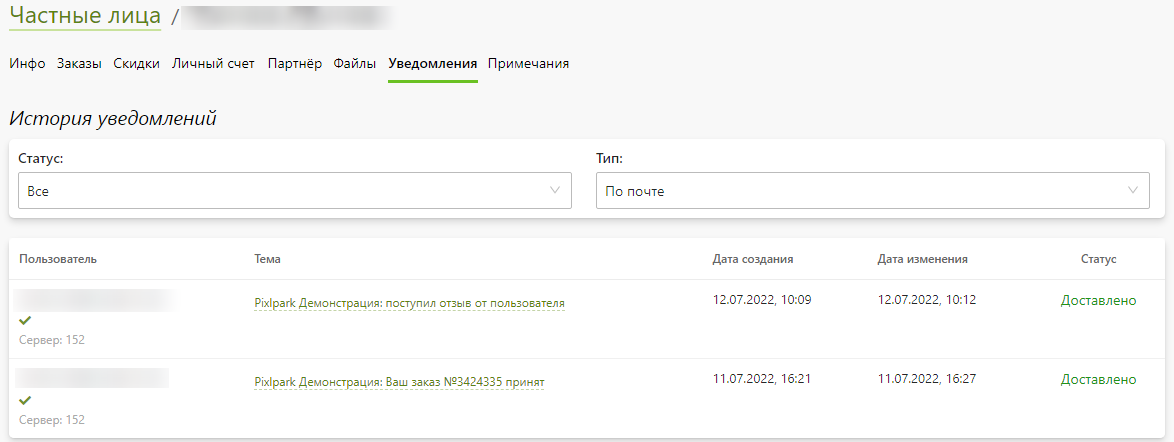 Частные лица /
Инфо Заказы Скидки Личный счет Партнёр Файлы Уведомления Примечания
История уведомлений
Статус: Тип:
Все По почте
Пользователь Тема Дата создания Дата изменения Статус
Pixlpark Демонстрация: поступил отзыв от пользователя 12.07.2022, 10:09 12.07.2022, 10:12 Доставлено
Сервер: 152
Pixlpark Демонстрация: Ваш заказ №3424335 принят 11.07.2022, 16:21 11.07.2022, 16:27 Доставлено
Сервер: 152